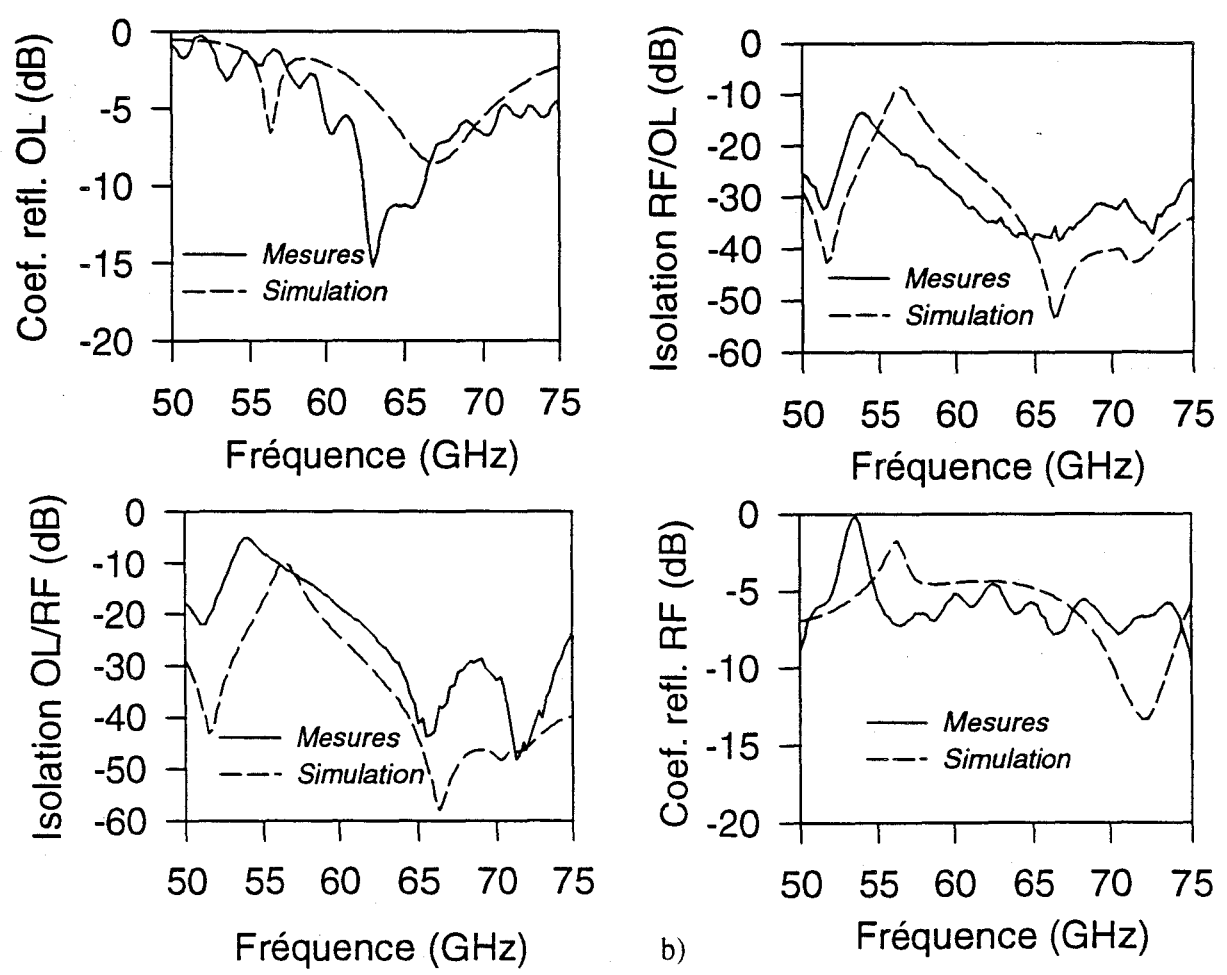 Coef. refl. OL (dB)
0
-5
-10
-15
-20
Mesures
Simulation
50 55 60 65 70 75
Fréquence (GHz)
Isolation RF/OL (dB)
0
-10
-20
-30
-40
-50
-60
Mesures
Simulation
50 55 60 65 70 75
Fréquence (GHz)
Isolation OL/RF (dB)
0
-10
-20
-30
-40
-50
-60
Mesures
Simulation
50 55 60 65 70 75
Fréquence (GHz)
b)
Coef. refl. RF (dB)
0
-5
-10
-15
-20
Mesures
Simulation
50 55 60 65 70 75
Fréquence (GHz)